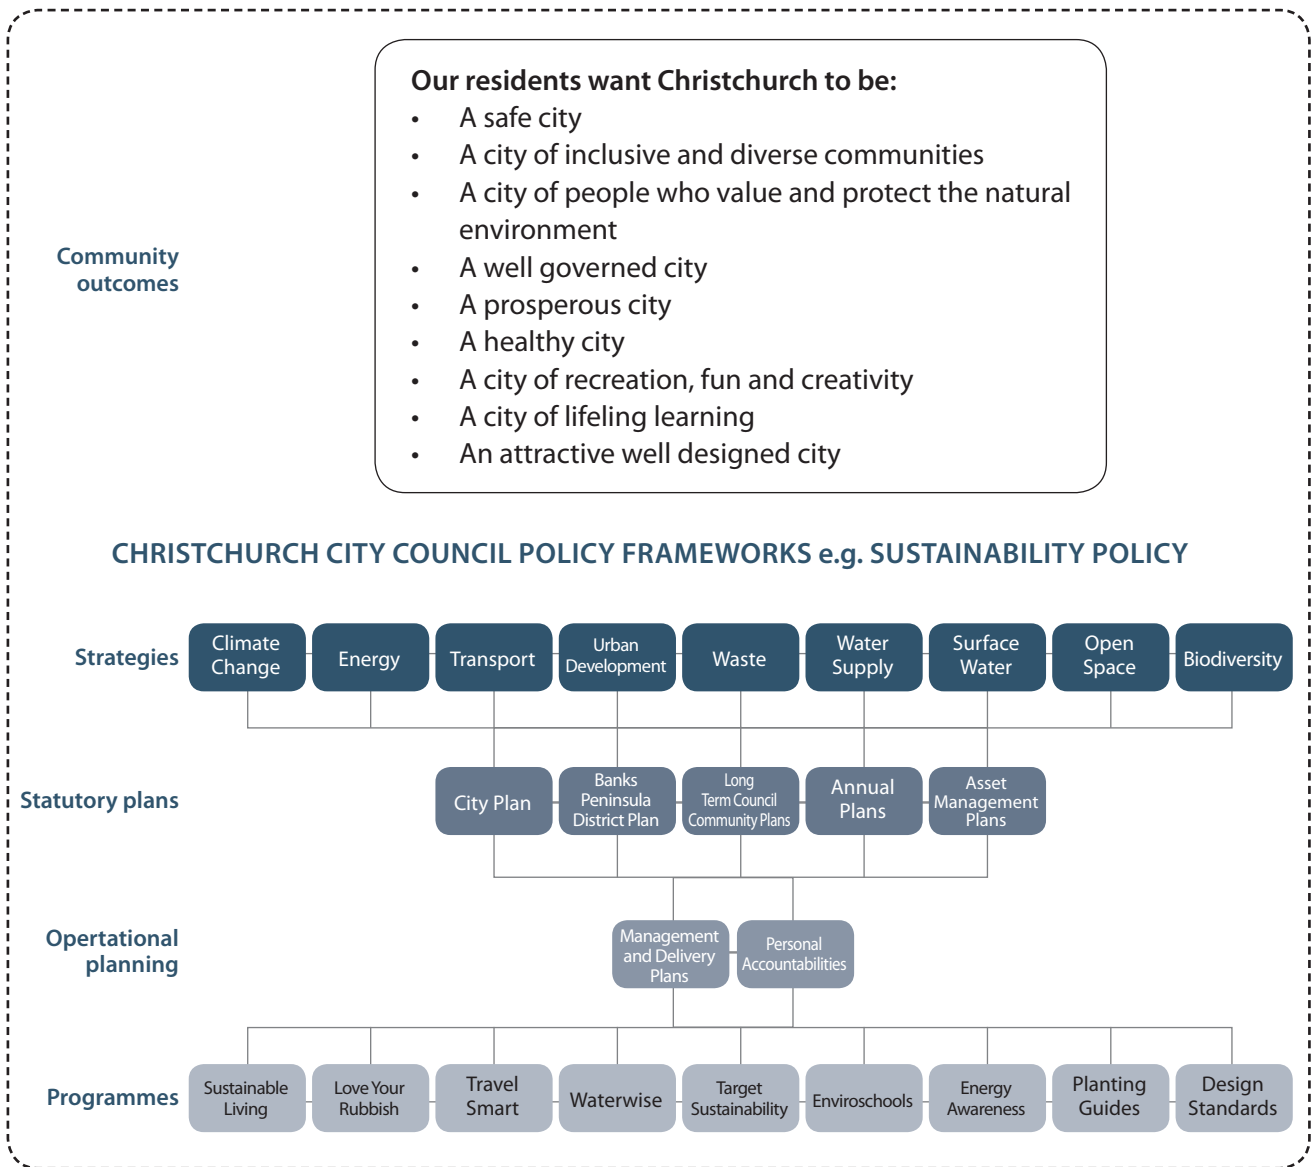 Our residents want Christchurch to be:
• A safe city
• A city of inclusive and diverse communities
• A city of people who value and protect the natural
environment
• A well governed city
• A prosperous city
• A healthy city
• A city of recreation, fun and creativity
• A city of lifeling learning
• An attractive well designed city
Community
outcomes
CHRISTCHURCH CITY COUNCIL POLICY FRAMEWORKS e.g. SUSTAINABILITY POLICY
Strategies
Climate
Change
Energy
Transport
Urban
Development
Waste
Water
Supply
Surface
Water
Open
Space
Biodiversity
Statutory plans
City Plan
Banks
Peninsula
District Plan
Long
Term Council
Community Plans
Annual
Plans
Asset
Management
Plans
Opertational
planning
Management
and Delivery
Plans
Personal
Accountabilities
Programmes
Sustainable
Living
Love Your
Rubbish
Travel
Smart
Waterwise
Target
Sustainability
Enviroschools
Energy
Awareness
Planting
Guides
Design
Standards